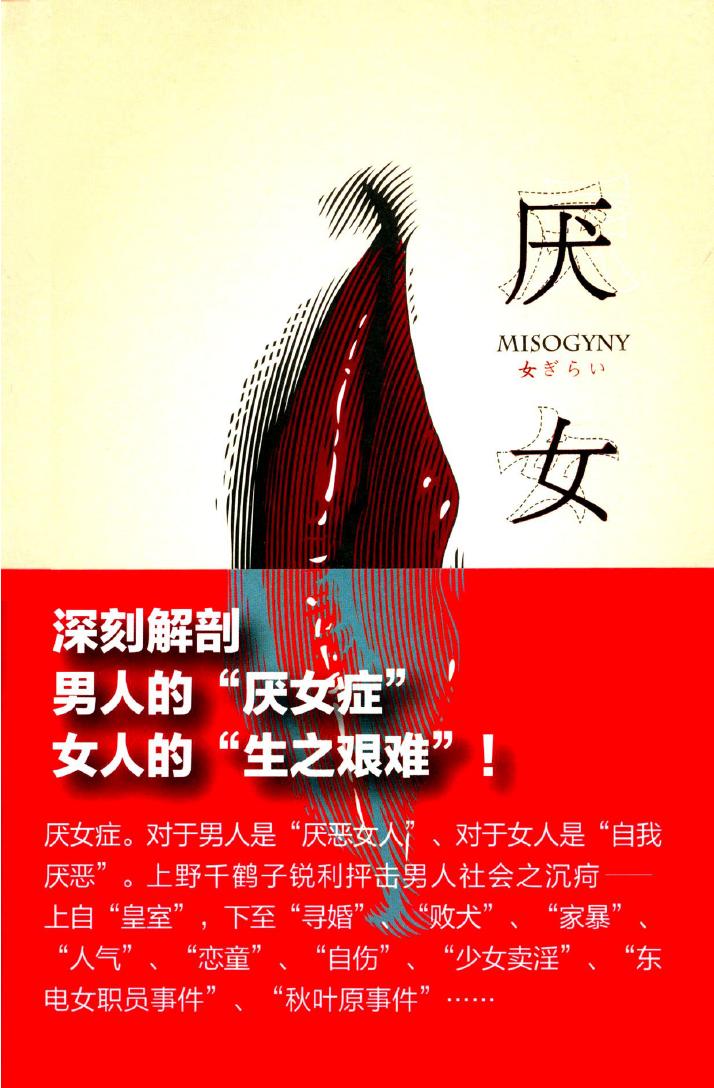 厌
MISOGYNY
女ぎらい
女
深刻解剖
男人的“厌女症”
女人的“生之艰难”！
厌女症。对于男人是“厌恶女人”、对于女人是“自我
厌恶”。上野千鹤子锐利抨击男人社会之沉疴——
上自“皇室”，下至“寻婚”、“败犬”、“家暴”、
“人气”、“恋童”、“自伤”、“少女卖淫”、“东
电女职员事件”、“秋叶原事件”……